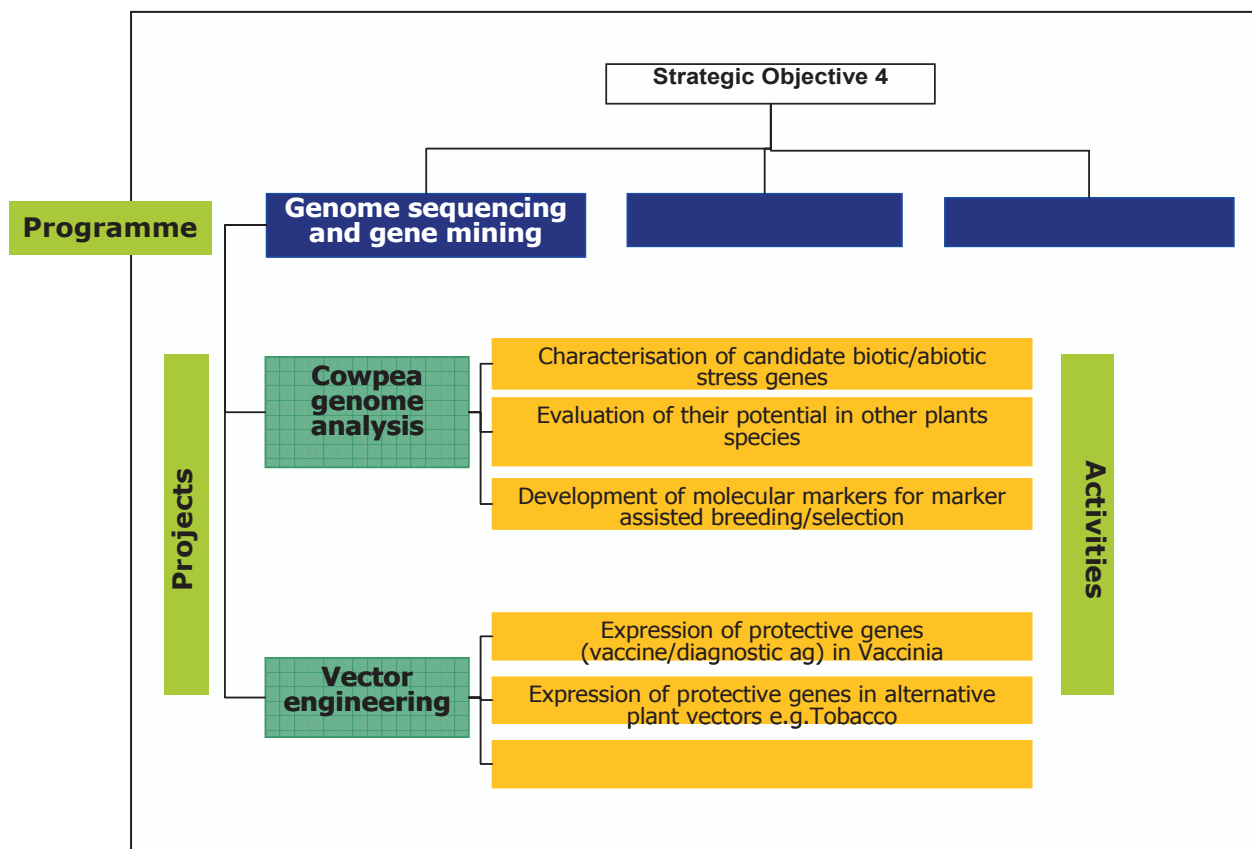 Strategic Objective 4
Programme
Genome sequencing
and gene mining
Projects
Cowpea
genome
analysis
Characterisation of candidate biotic/abiotic
stress genes
Evaluation of their potential in other plants
species
Development of molecular markers for marker
assisted breeding/selection
Activities
Vector
engineering
Expression of protective genes
(vaccine/diagnostic ag) in Vaccinia
Expression of protective genes in alternative
plant vectors e.g.Tobacco